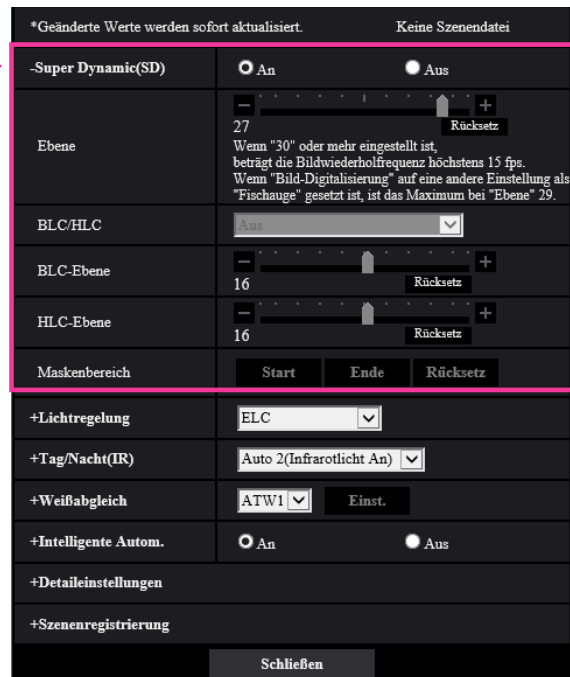 *Geänderte Werte werden sofort aktualisiert. Keine Szenendatei
-Super Dynamic(SD) An Aus
Ebene
27 Rücksetz
Wenn "30" oder mehr eingestellt ist,
beträgt die Bildwiederholfrequenz höchstens 15 fps.
Wenn "Bild-Digitalisierung" auf eine andere Einstellung als
"Fischauge" gesetzt ist, ist das Maximum bei "Ebene" 29.
BLC/HLC Aus
BLC-Ebene
16 Rücksetz
HLC-Ebene
16 Rücksetz
Maskenbereich Start Ende Rücksetz
+Lichtregelung ELC
+Tag/Nacht(IR) Auto 2(Infrarotlicht An)
+Weißabgleich ATW1 Einst.
+Intelligente Autom. An Aus
+Detaileinstellungen
+Szenenregistrierung
Schließen